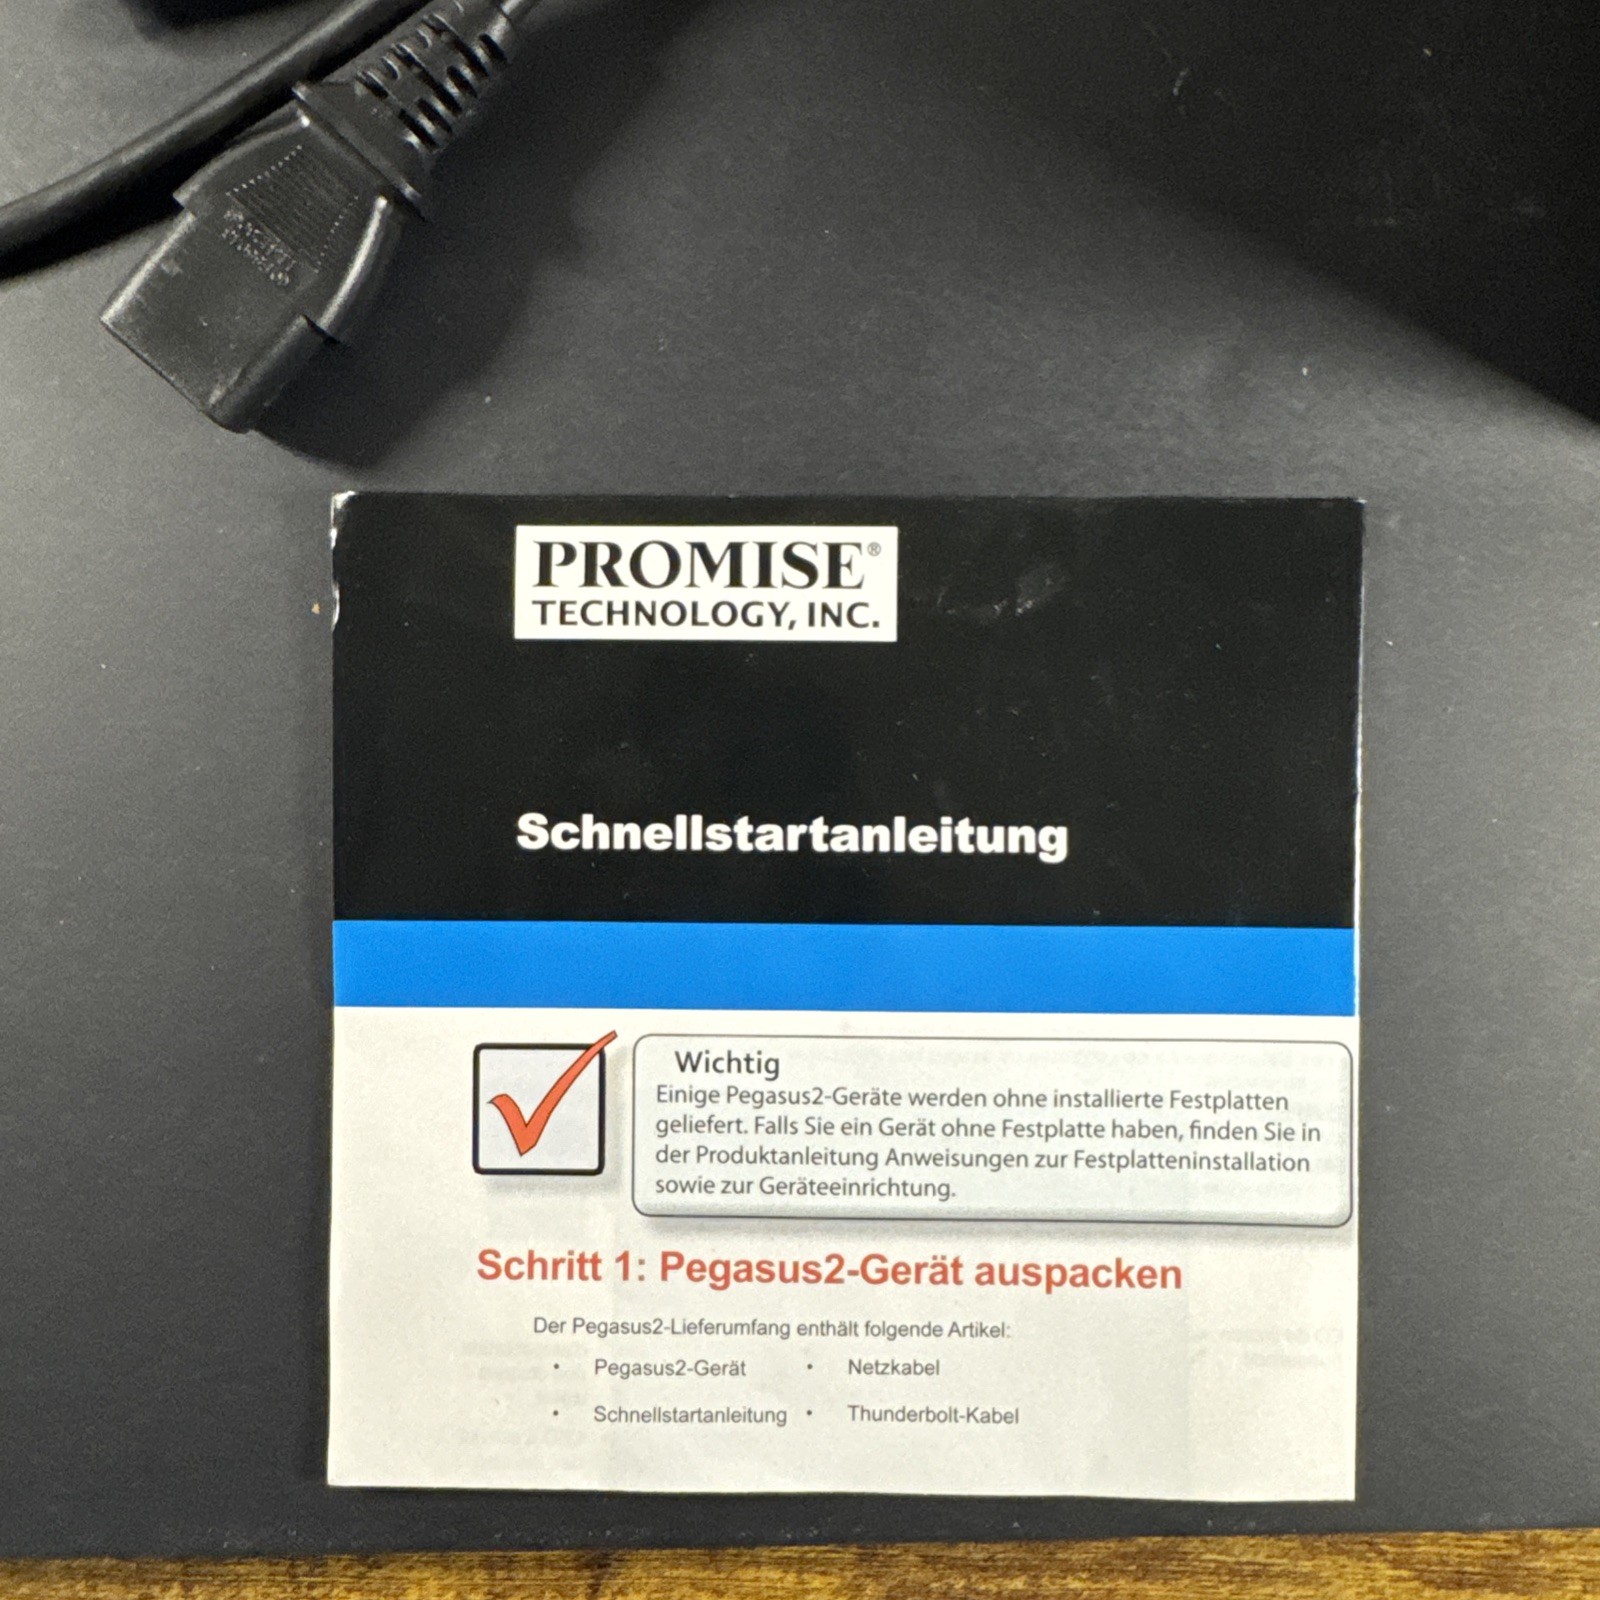 PROMISE®
TECHNOLOGY, INC.
Schnellstartanleitung
Wichtig
Einige Pegasus2-Geräte werden ohne installierte Festplatten
geliefert. Falls Sie ein Gerät ohne Festplatte haben, finden Sie in
der Produktanleitung Anweisungen zur Festplatteninstallation
sowie zur Geräteeinrichtung.
Schritt 1: Pegasus2-Gerät auspacken
Der Pegasus2-Lieferumfang enthält folgende Artikel:
• Pegasus2-Gerät • Netzkabel
• Schnellstartanleitung • Thunderbolt-Kabel